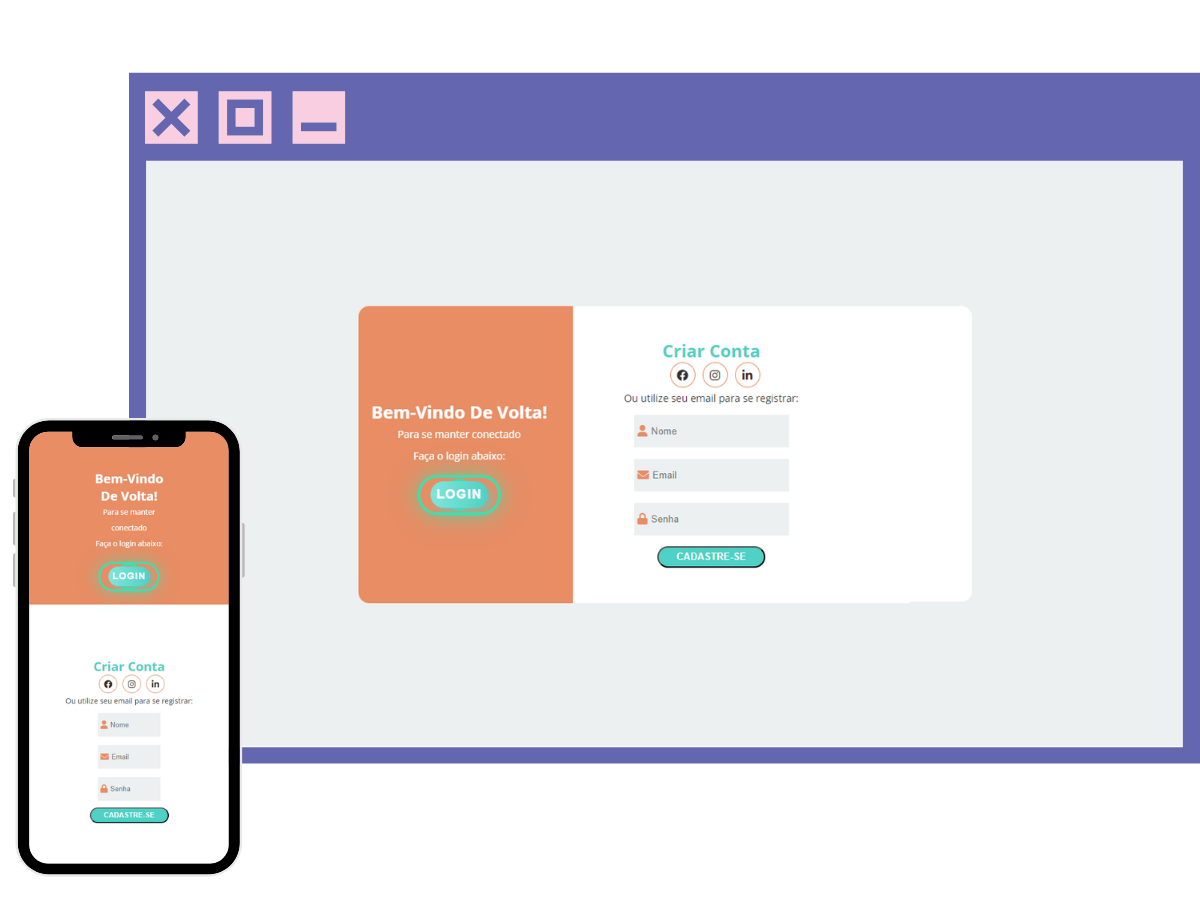 Bem-Vindo De Volta!
Para se manter conectado
Faça o login abaixo:
LOGIN
Criar Conta
Ou utilize seu email para se registrar:
Nome
Email
Senha
CADASTRE-SE
Bem-Vindo
De Volta!
Para se manter
conectado
Faça o login abaixo:
LOGIN
Criar Conta
Ou utilize seu email para se registrar:
Nome
Email
Senha
CADASTRE-SE